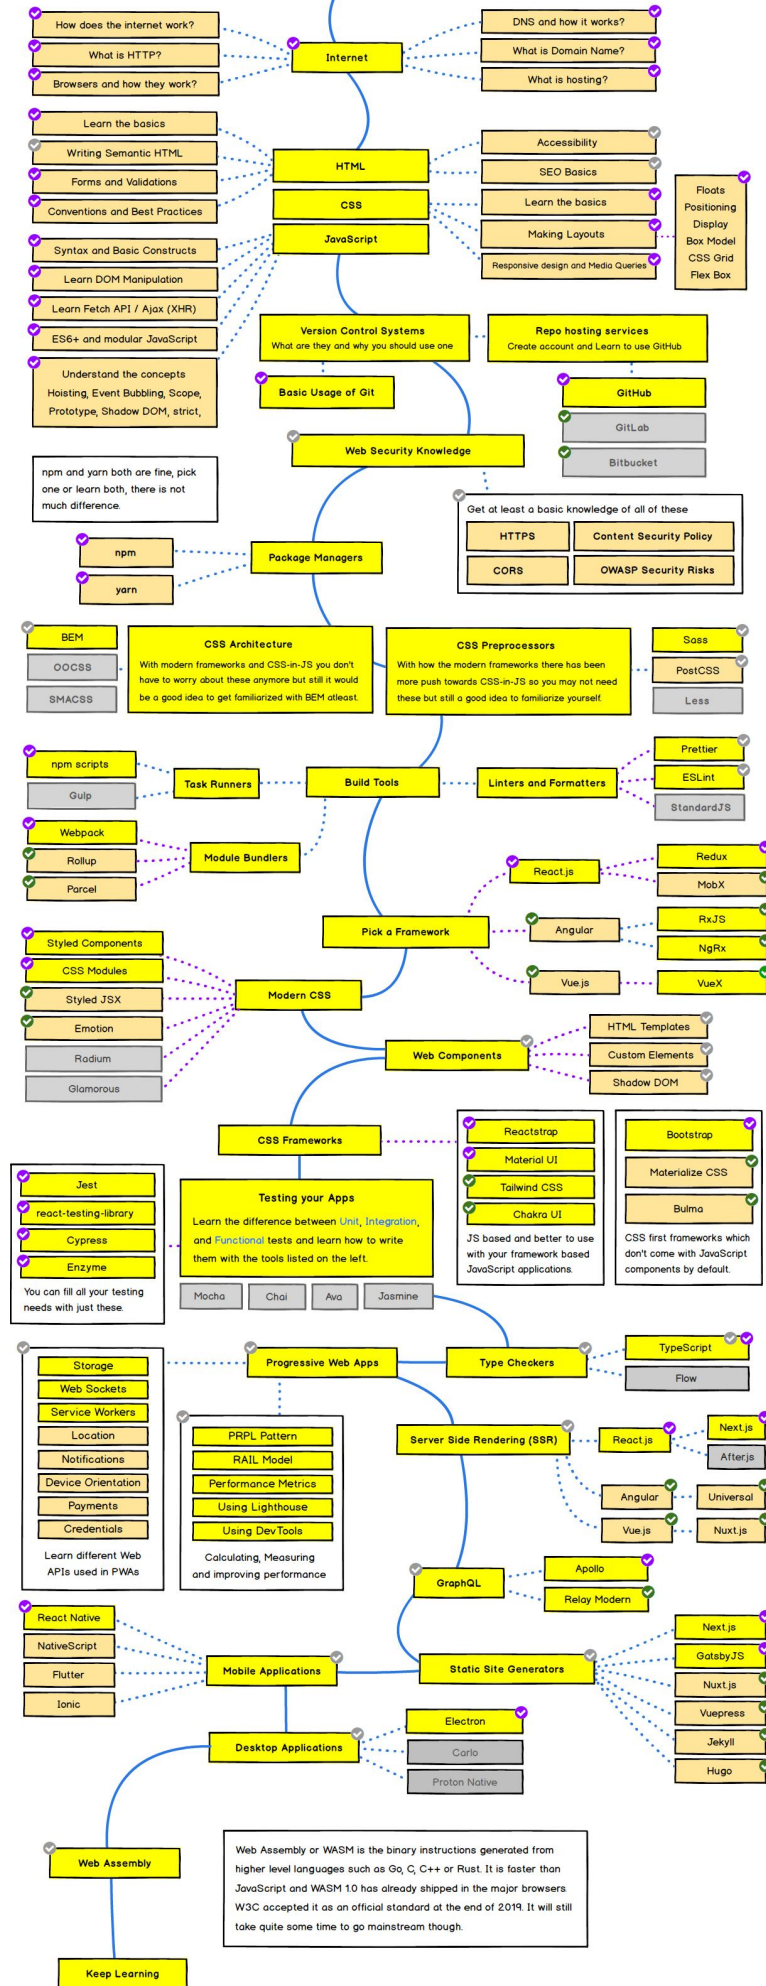 How does the internet work?
What is HTTP?
Browsers and how they work?
Internet
DNS and how it works?
What is Domain Name?
What is hosting?
Learn the basics
Writing Semantic HTML
Forms and Validations
Conventions and Best Practices
HTML
CSS
JavaScript
Accessibility
SEO Basics
Learn the basics
Making Layouts
Responsive design and Media Queries
Floats
Positioning
Display
Box Model
CSS Grid
Flex Box
Syntax and Basic Constructs
Learn DOM Manipulation
Learn Fetch API / Ajax (XHR)
ES6+ and modular JavaScript
Understand the concepts
Hoisting, Event Bubbling, Scope,
Prototype, Shadow DOM, strict,
Version Control Systems
What are they and why you should use one
Repo hosting services
Create account and Learn to use GitHub
Basic Usage of Git
GitHub
GitLab
Bitbucket
Web Security Knowledge
npm and yarn both are fine, pick
one or learn both, there is not
much difference.
Get at least a basic knowledge of all of these
HTTPS
Content Security Policy
CORS
OWASP Security Risks
npm
yarn
Package Managers
BEM
OOCSS
SMACSS
CSS Architecture
With modern frameworks and CSS-in-JS you don't
have to worry about these anymore but still it would
be a good idea to get familiarized with BEM atleast.
CSS Preprocessors
With how the modern frameworks there has been
more push towards CSS-in-JS so you may not need
these but still a good idea to familiarize yourself.
Sass
PostCSS
Less
npm scripts
Gulp
Task Runners
Build Tools
Linters and Formatters
Prettier
ESLint
StandardJS
Webpack
Rollup
Parcel
Module Bundlers
Pick a Framework
React.js
Redux
MobX
Angular
RxJS
NgRx
Vue.js
VueX
Styled Components
CSS Modules
Styled JSX
Emotion
Radium
Glamorous
Modern CSS
Web Components
HTML Templates
Custom Elements
Shadow DOM
CSS Frameworks
Reactstrap
Material UI
Tailwind CSS
Chakra UI
JS based and better to use
with your framework based
JavaScript applications.
Bootstrap
Materialize CSS
Bulma
CSS first frameworks which
don't come with JavaScript
components by default.
Jest
react-testing-library
Cypress
Enzyme
You can fill all your testing
needs with just these.
Testing your Apps
Learn the difference between Unit, Integration,
and Functional tests and learn how to write
them with the tools listed on the left.
Mocha
Chai
Ava
Jasmine
Progressive Web Apps
Type Checkers
TypeScript
Flow
Storage
Web Sockets
Service Workers
Location
Notifications
Device Orientation
Payments
Credentials
Learn different Web
APIs used in PWAs
PRPL Pattern
RAIL Model
Performance Metrics
Using Lighthouse
Using DevTools
Calculating, Measuring
and improving performance
Server Side Rendering (SSR)
React.js
Next.js
After.js
Angular
Universal
Vue.js
Nuxt.js
GraphQL
Apollo
Relay Modern
React Native
NativeScript
Flutter
Ionic
Mobile Applications
Static Site Generators
Next.js
GatsbyJS
Nuxt.js
Vuepress
Jekyll
Hugo
Desktop Applications
Electron
Carlo
Proton Native
Web Assembly
Web Assembly or WASM is the binary instructions generated from
higher level languages such as Go, C, C++ or Rust. It is faster than
JavaScript and WASM 1.0 has already shipped in the major browsers.
W3C accepted it as an official standard at the end of 2019. It will still
take quite some time to go mainstream though.
Keep Learning